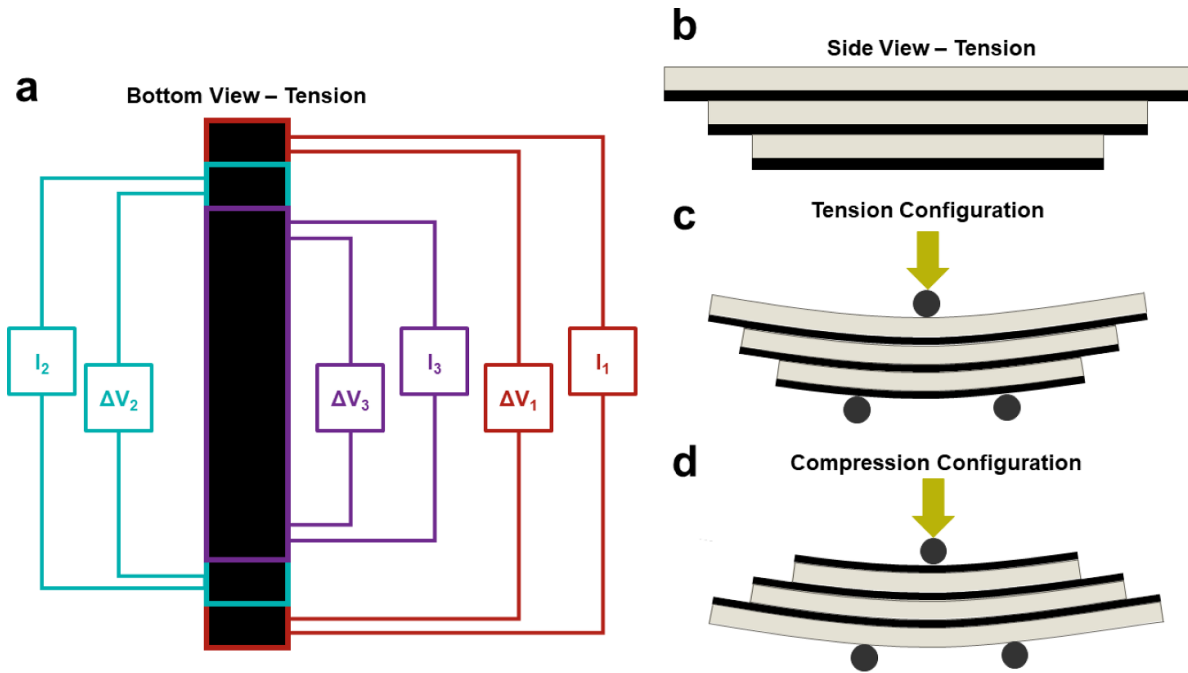 a
Bottom View – Tension
I₂
ΔV₂
ΔV₃
I₃
ΔV₁
I₁
b
Side View – Tension
c
Tension Configuration
d
Compression Configuration